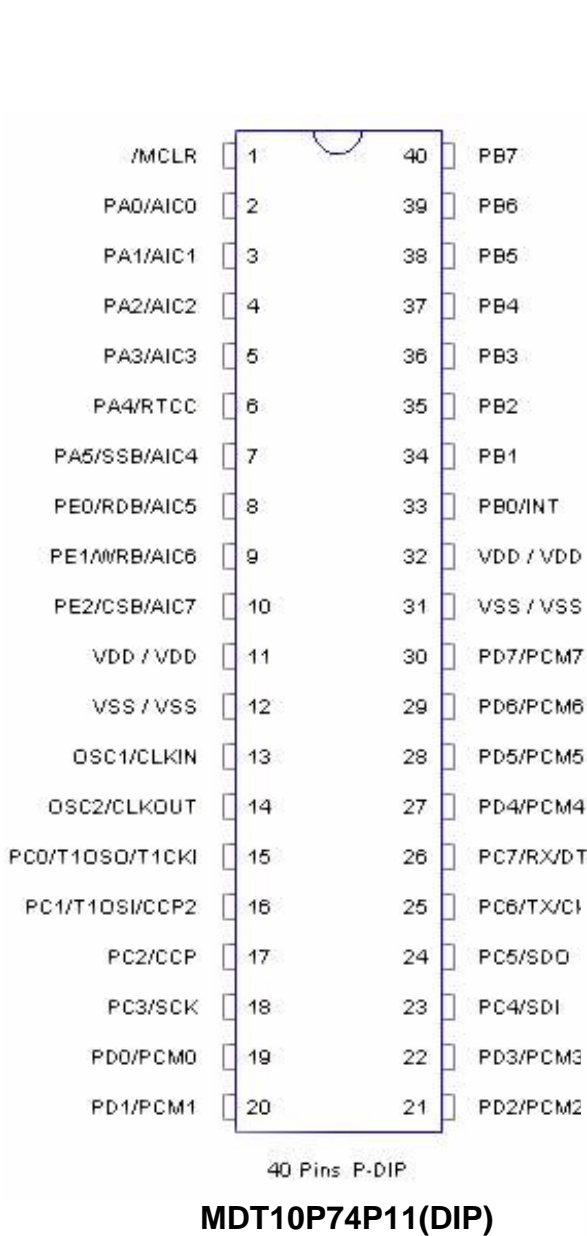 /MCLR 1 40 PB7
PA0/AIC0 2 39 PB6
PA1/AIC1 3 38 PB5
PA2/AIC2 4 37 PB4
PA3/AIC3 5 36 PB3
PA4/RTCC 6 35 PB2
PA5/SSB/AIC4 7 34 PB1
PE0/RDB/AIC5 8 33 PB0/INT
PE1/WRB/AIC6 9 32 VDD / VDD
PE2/CSB/AIC7 10 31 VSS / VSS
VDD / VDD 11 30 PD7/PCM7
VSS / VSS 12 29 PD6/PCM6
OSC1/CLKIN 13 28 PD5/PCM5
OSC2/CLKOUT 14 27 PD4/PCM4
PC0/T1OSO/T1CKI 15 26 PC7/RX/DT
PC1/T1OSI/CCP2 16 25 PC6/TX/C
PC2/CCP 17 24 PC5/SDO
PC3/SCK 18 23 PC4/SDI
PD0/PCM0 19 22 PD3/PCM3
PD1/PCM1 20 21 PD2/PCM2
40 Pins P-DIP
MDT10P74P11(DIP)